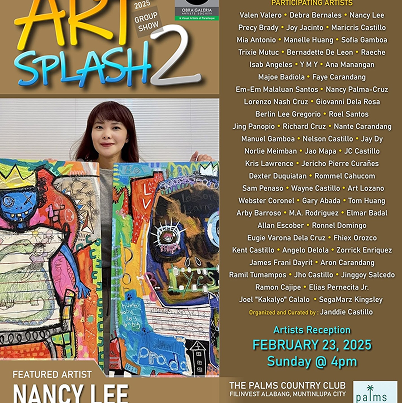 ART
SPLASH 2
2025
GROUP
SHOW
OBRA GALERIA
FEATURED ARTIST
NANCY LEE
PARTICIPATING ARTISTS
Valen Valero • Debra Bernales • Nancy Lee
Precy Brady • Joy Jacinto • Maricris Castillo
Mia Antonio • Manelle Huang • Sofia Gamboa
Trixie Mutuc • Bernadette De Leon • Raeche
Isab Angeles • Y M Y • Ana Manangan
Majoe Badiola • Faye Carandang
Em-Em Malaluan Santos • Nancy Palma-Cruz
Lorenzo Nash Cruz • Giovanni Dela Rosa
Berlin Lee Gregorio • Roel Santos
Jing Panopio • Richard Cruz • Nante Carandang
Manuel Gamboa • Nelson Castillo • Jay Dy
Norlie Meimban • Jao Mapa • JC Castillo
Kris Lawrence • Jericho Pierre Curañes
Dexter Duquiatan • Rommel Cahucom
Sam Penaso • Wayne Castillo • Art Lozano
Webster Coronel • Gary Abada • Tom Huang
Arby Barroso • M.A. Rodriguez • Elmar Badal
Allan Escober • Ronnel Domingo
Eugie Varona Dela Cruz • Fhiex Orozco
Kent Castillo • Angelo Delola • Zorrick Enriquez
James Frani Dayrit • Aron Carandang
Ramil Tumampos • Jho Castillo • Jinggoy Salcedo
Ramon Cajipe • Elias Pernecita Jr.
Joel "Kakalyo" Calalo • SegaMarz Kingsley
Organized and Curated by: Janddie Castillo
Artists Reception
FEBRUARY 23, 2025
Sunday @ 4pm
THE PALMS COUNTRY CLUB
FILINVEST ALABANG, MUNTINLUPA CITY
palms